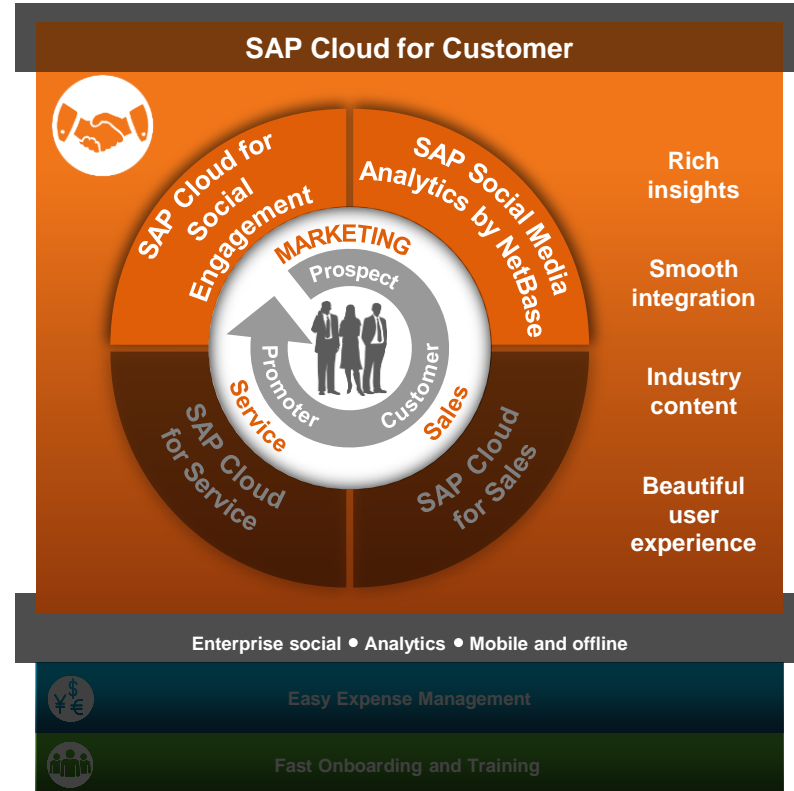 SAP Cloud for Customer
SAP Cloud for
Social
Engagement
SAP Social Media
Analytics by NetBase
MARKETING
Prospect
Customer
Promoter
Service
Sales
SAP Cloud
for Service
SAP Cloud
for Sales
Rich
insights
Smooth
integration
Industry
content
Beautiful
user
experience
Enterprise social • Analytics • Mobile and offline
$
¥ €
Easy Expense Management
Fast Onboarding and Training